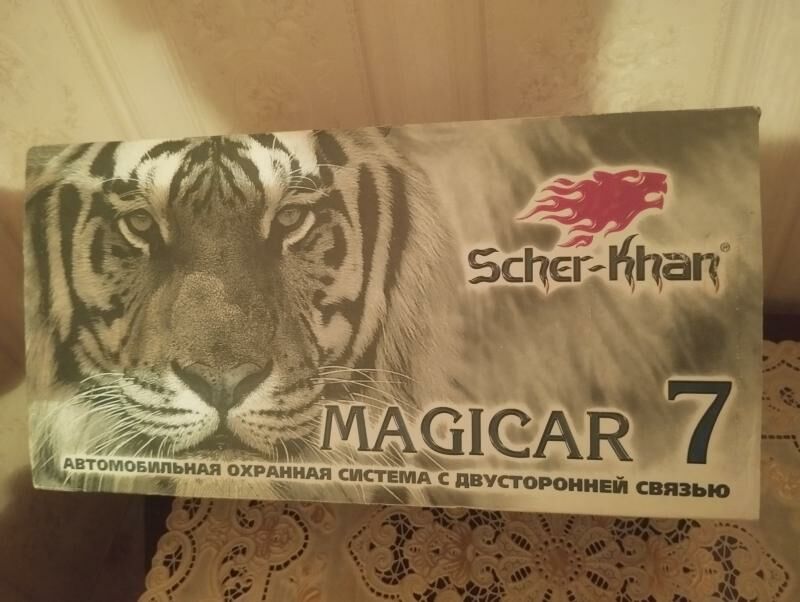 Scher-Khan®
MAGICAR 7
АВТОМОБИЛЬНАЯ ОХРАННАЯ СИСТЕМА С ДВУСТОРОННЕЙ СВЯЗЬЮ